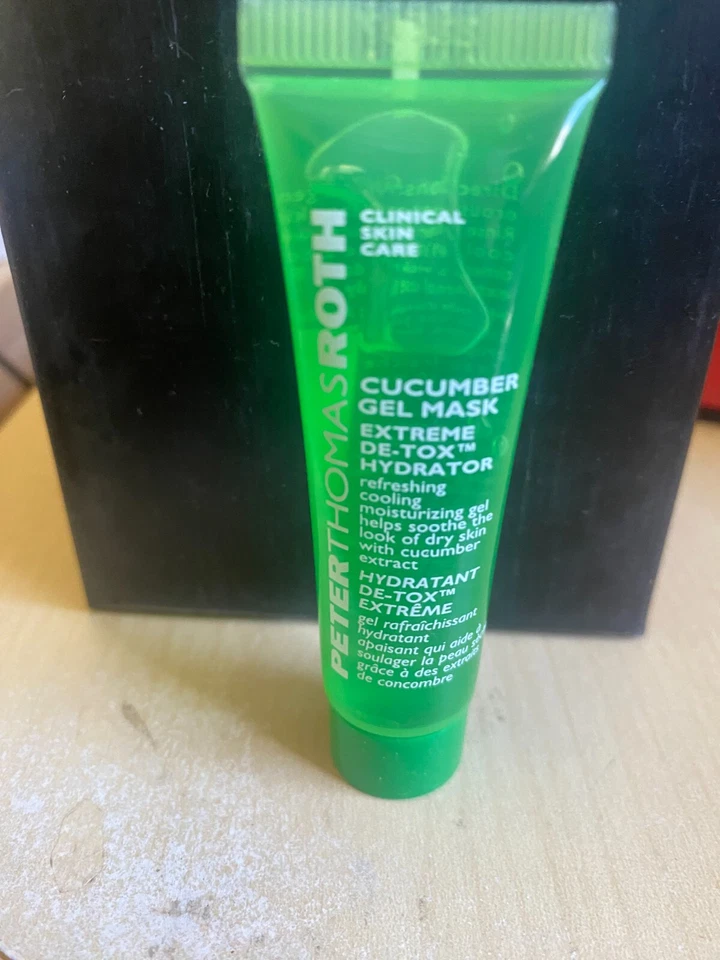 PETERTHOMASROTH
CLINICAL
SKIN
CARE
CUCUMBER
GEL MASK
EXTREME
DE-TOX™
HYDRATOR
refreshing
cooling
moisturizing gel
helps soothe the
look of dry skin
with cucumber
extract
HYDRATANT
DE-TOX™
EXTRÊME
gel rafraîchissant
hydratant
apaisant qui aide à
soulager la peau
grâce à des extraits
de concombre
Directions